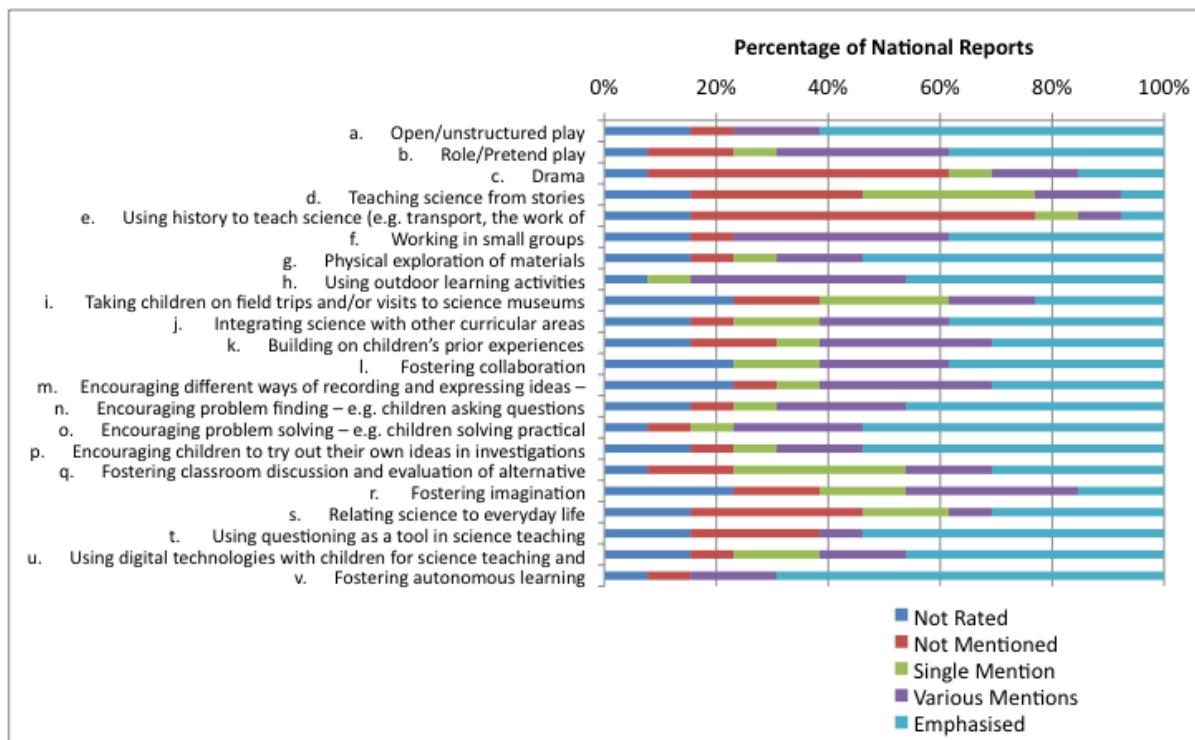 Percentage of National Reports
0% 20% 40% 60% 80% 100%
a. Open/unstructured play
b. Role/Pretend play
c. Drama
d. Teaching science from stories
e. Using history to teach science (e.g. transport, the work of
f. Working in small groups
g. Physical exploration of materials
h. Using outdoor learning activities
i. Taking children on field trips and/or visits to science museums
j. Integrating science with other curricular areas
k. Building on children's prior experiences
l. Fostering collaboration
m. Encouraging different ways of recording and expressing ideas –
n. Encouraging problem finding – e.g. children asking questions
o. Encouraging problem solving – e.g. children solving practical
p. Encouraging children to try out their own ideas in investigations
q. Fostering classroom discussion and evaluation of alternative
r. Fostering imagination
s. Relating science to everyday life
t. Using questioning as a tool in science teaching
u. Using digital technologies with children for science teaching and
v. Fostering autonomous learning
Not Rated
Not Mentioned
Single Mention
Various Mentions
Emphasised